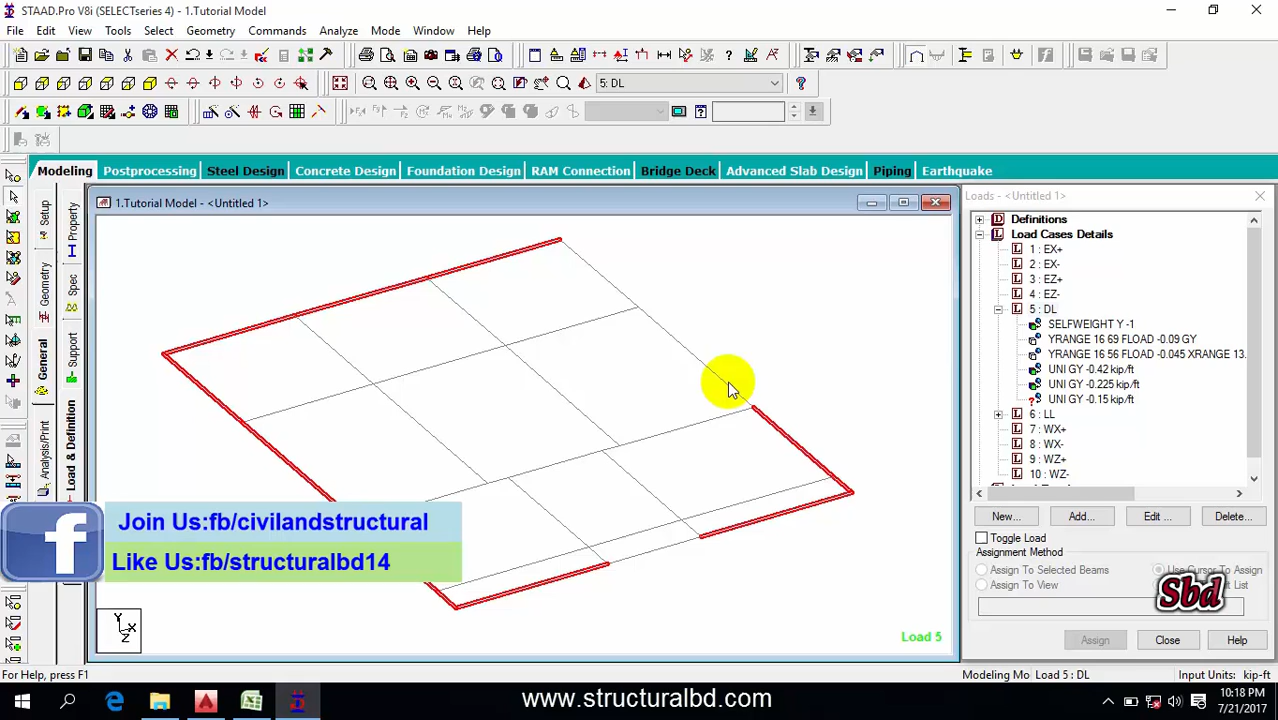 STAAD.Pro V8i (SELECTseries 4) - 1.Tutorial Model
File Edit View Tools Select Geometry Commands Analyze Mode Window Help
5: DL
Modeling Postprocessing Steel Design Concrete Design Foundation Design RAM Connection Bridge Deck Advanced Slab Design Piping Earthquake
Setup
Geometry
General
Analysis/Print
Property
Spec
Support
Load & Definition
1.Tutorial Model - <Untitled 1>
Load 5
Y
X
Z
Join Us:fb/civilandstructural
Like Us:fb/structuralbd14
Loads - <Untitled 1>
Definitions
Load Cases Details
1 : EX+
2 : EX-
3 : EZ+
4 : EZ-
5 : DL
SELFWEIGHT Y -1
YRANGE 16 69 FLOAD -0.09 GY
YRANGE 16 56 FLOAD -0.045 XRANGE 13.
UNI GY -0.42 kip/ft
UNI GY -0.225 kip/ft
UNI GY -0.15 kip/ft
6 : LL
7 : WX+
8 : WX-
9 : WZ+
10 : WZ-
New... Add... Edit ... Delete...
Toggle Load
Assignment Method
Assign To Selected Beams Use Cursor To Assign
Assign To View t List
Sbd
Assign Close Help
For Help, press F1 Modeling Mo Load 5 : DL Input Units: kip-ft
www.structuralbd.com
10:18 PM
7/21/2017